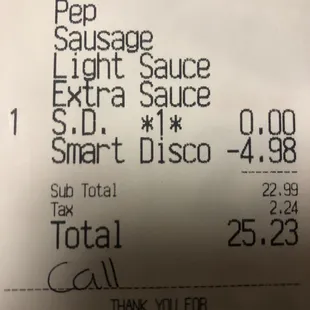 Pep
Sausage
Light Sauce
Extra Sauce
1 S.D. *1* 0.00
Smart Disco -4.98
Sub Total 22.99
Tax 2.24
Total 25.23
Call
THANK YOU FOR